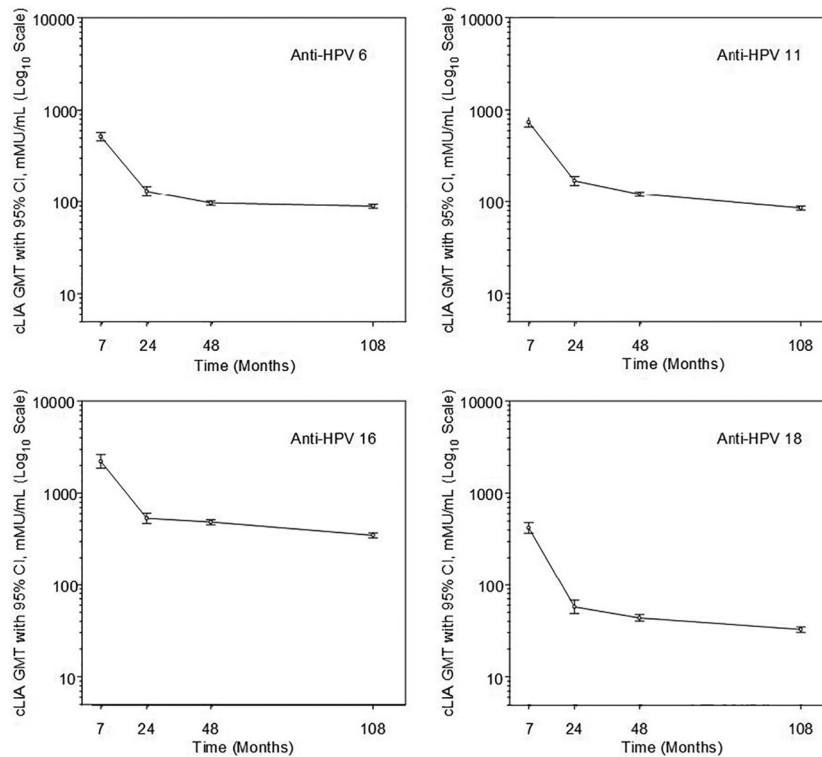 cLIA GMT with 95% CI, mMU/mL (Log10 Scale)
10000
1000
100
10
Anti-HPV 6
7 24 48 108
Time (Months)
cLIA GMT with 95% CI, mMU/mL (Log10 Scale)
10000
1000
100
10
Anti-HPV 11
7 24 48 108
Time (Months)
cLIA GMT with 95% CI, mMU/mL (Log10 Scale)
10000
1000
100
10
Anti-HPV 16
7 24 48 108
Time (Months)
cLIA GMT with 95% CI, mMU/mL (Log10 Scale)
10000
1000
100
10
Anti-HPV 18
7 24 48 108
Time (Months)